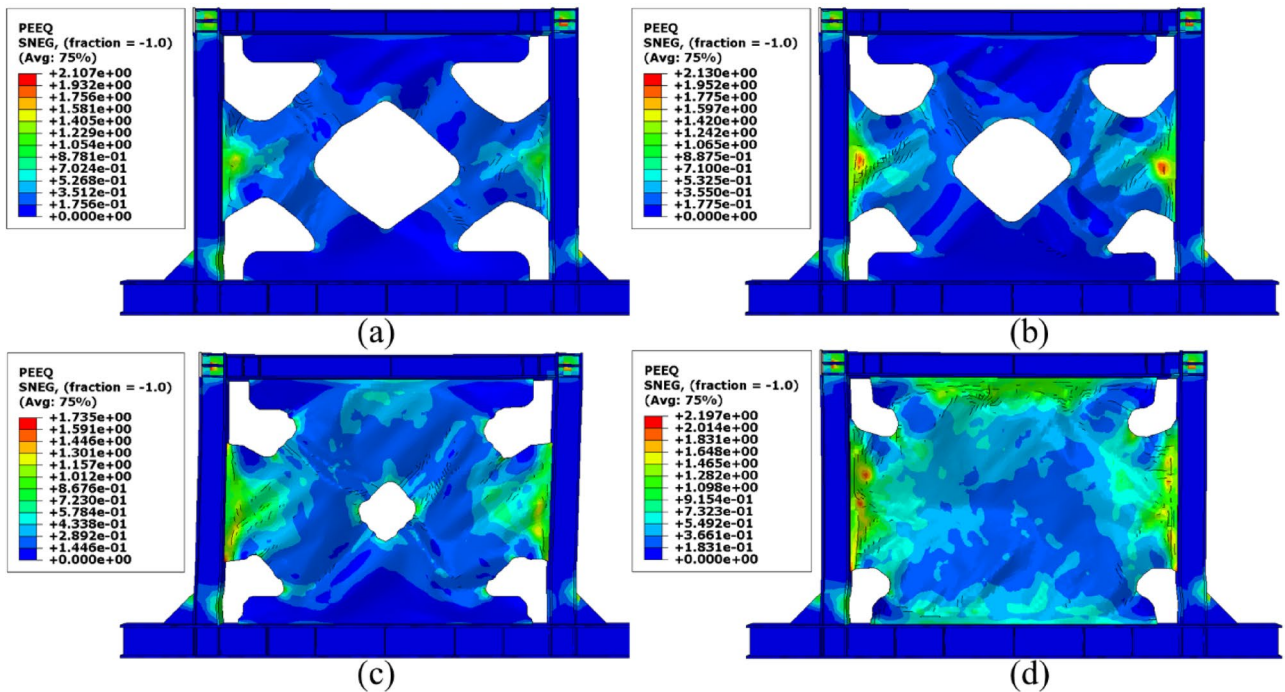 PEEQ
SNEG, (fraction = -1.0)
(Avg: 75%)
+2.107e+00
+1.932e+00
+1.756e+00
+1.581e+00
+1.405e+00
+1.229e+00
+1.054e+00
+8.781e-01
+7.024e-01
+5.268e-01
+3.512e-01
+1.756e-01
+0.000e+00
(a)
PEEQ
SNEG, (fraction = -1.0)
(Avg: 75%)
+2.130e+00
+1.952e+00
+1.775e+00
+1.597e+00
+1.420e+00
+1.242e+00
+1.065e+00
+8.875e-01
+7.100e-01
+5.325e-01
+3.550e-01
+1.775e-01
+0.000e+00
(b)
PEEQ
SNEG, (fraction = -1.0)
(Avg: 75%)
+1.735e+00
+1.591e+00
+1.446e+00
+1.301e+00
+1.157e+00
+1.012e+00
+8.676e-01
+7.230e-01
+5.784e-01
+4.338e-01
+2.892e-01
+1.446e-01
+0.000e+00
(c)
PEEQ
SNEG, (fraction = -1.0)
(Avg: 75%)
+2.197e+00
+2.014e+00
+1.831e+00
+1.648e+00
+1.465e+00
+1.282e+00
+1.098e+00
+9.154e-01
+7.323e-01
+5.492e-01
+3.661e-01
+1.831e-01
+0.000e+00
(d)